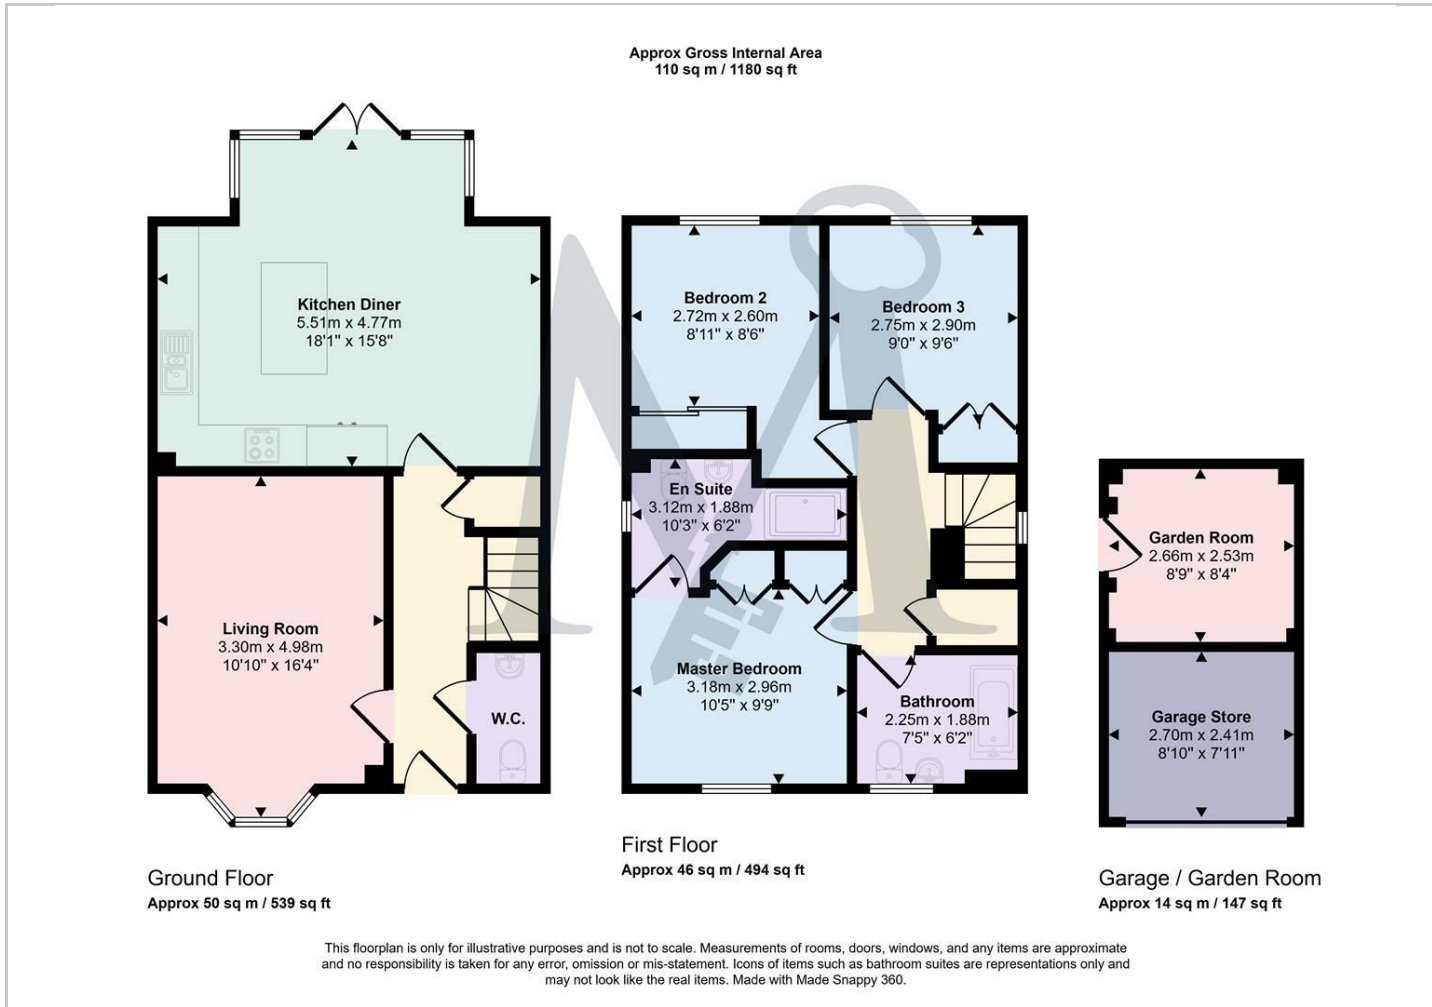 Approx Gross Internal Area
110 sq m / 1180 sq ft
Kitchen Diner
5.51m x 4.77m
18'1" x 15'8"
Living Room
3.30m x 4.98m
10'10" x 16'4"
W.C.
Ground Floor
Approx 50 sq m / 539 sq ft
Bedroom 2
2.72m x 2.60m
8'11" x 8'6"
Bedroom 3
2.75m x 2.90m
9'0" x 9'6"
En Suite
3.12m x 1.88m
10'3" x 6'2"
Master Bedroom
3.18m x 2.96m
10'5" x 9'9"
Bathroom
2.25m x 1.88m
7'5" x 6'2"
First Floor
Approx 46 sq m / 494 sq ft
Garden Room
2.66m x 2.53m
8'9" x 8'4"
Garage Store
2.70m x 2.41m
8'10" x 7'11"
Garage / Garden Room
Approx 14 sq m / 147 sq ft
This floorplan is only for illustrative purposes and is not to scale. Measurements of rooms, doors, windows, and any items are approximate
and no responsibility is taken for any error, omission or mis-statement. Icons of items such as bathroom suites are representations only and
may not look like the real items. Made with Made Snappy 360.